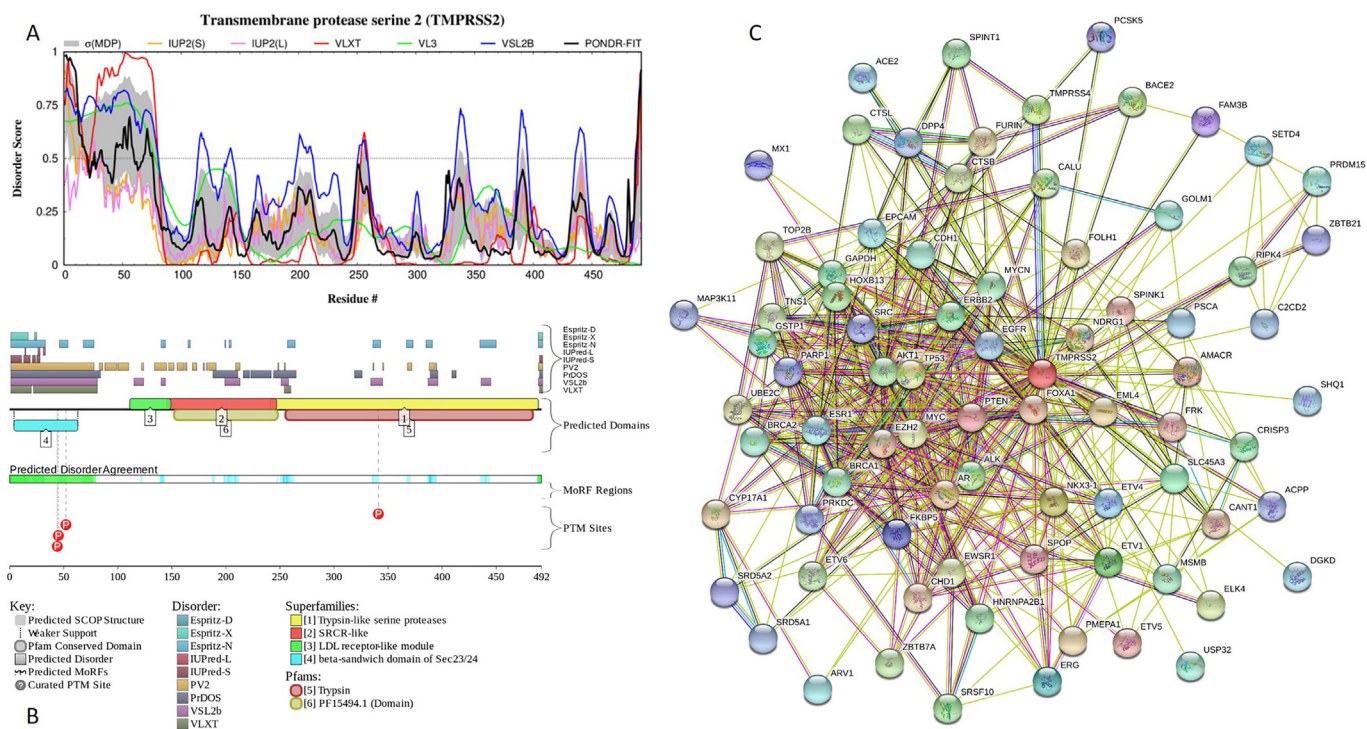 A
Transmembrane protease serine 2 (TMPRSS2)
σ(MDP) IUP2(S) IUP2(L) VLXT VL3 VSL2B PONDR-FIT
Disorder Score
1
0.75
0.5
0.25
0
0 50 100 150 200 250 300 350 400 450
Residue #
Espritz-D
Espritz-X
Espritz-N
IUPred-L
IUPred-S
PV2
PrDOS
VSL2b
VLXT
3 2 1
4 6 5
Predicted Domains
Predicted Disorder Agreement
MoRF Regions
P
P
P
P
PTM Sites
0 50 100 150 200 250 300 350 400 450 492
Key:
Predicted SCOP Structure
Weaker Support
Pfam Conserved Domain
Predicted Disorder
Predicted MoRFs
? Curated PTM Site
Disorder:
Espritz-D
Espritz-X
Espritz-N
IUPred-L
IUPred-S
PV2
PrDOS
VSL2b
VLXT
Superfamilies:
[1] Trypsin-like serine proteases
[2] SRCR-like
[3] LDL receptor-like module
[4] beta-sandwich domain of Sec23/24
Pfams:
[5] Trypsin
[6] PF15494.1 (Domain)
B
C
PCSK5
SPINT1
ACE2
TMPRSS4
BACE2
FAM3B
CTSL
DPP4
FURIN
SETD4
MX1
CTSB
CALU
PRDM15
GOLM1
EPCAM
ZBTB21
TOP2B
CDH1
FOLH1
GAPDH
RIPK4
HOXB13
MYCN
MAP3K11
TNS1
SRC
ERBB2
SPINK1
PSCA
C2CD2
GSTP1
EGFR
NDRG1
PARP1
AKT1
TP53
TMPRSS2
AMACR
UBE2C
SHQ1
FOXA1
PTEN
EML4
FRK
BRCA2
ESR1
MYC
EZH2
CRISP3
BRCA1
ALK
SLC45A3
AR
NKX3-1
ETV4
ACPP
CYP17A1
PRKDC
FKBP5
CANT1
SPOP
ETV1
DGKD
ETV6
EWSR1
MSMB
SRD5A2
CHD1
ELK4
HNRNPA2B1
SRD5A1
PMEPA1
ETV5
ZBTB7A
USP32
ARV1
ERG
SRSF10